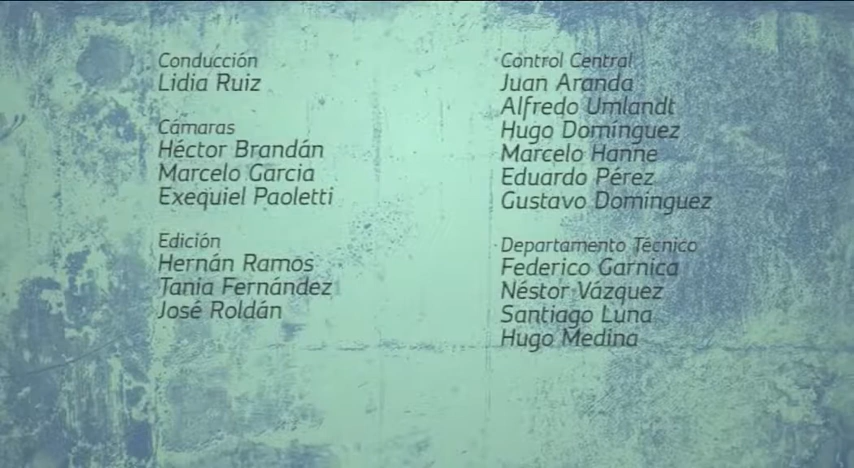 Conducción
Lidia Ruiz
Cámaras
Héctor Brandán
Marcelo Garcia
Exequiel Paoletti
Edición
Hernán Ramos
Tania Fernández
José Roldán
Control Central
Juan Aranda
Alfredo Umlandt
Hugo Domínguez
Marcelo Hanne
Eduardo Pérez
Gustavo Dominguez
Departamento Técnico
Federico Garnica
Néstor Vázquez
Santiago Luna
Hugo Medina